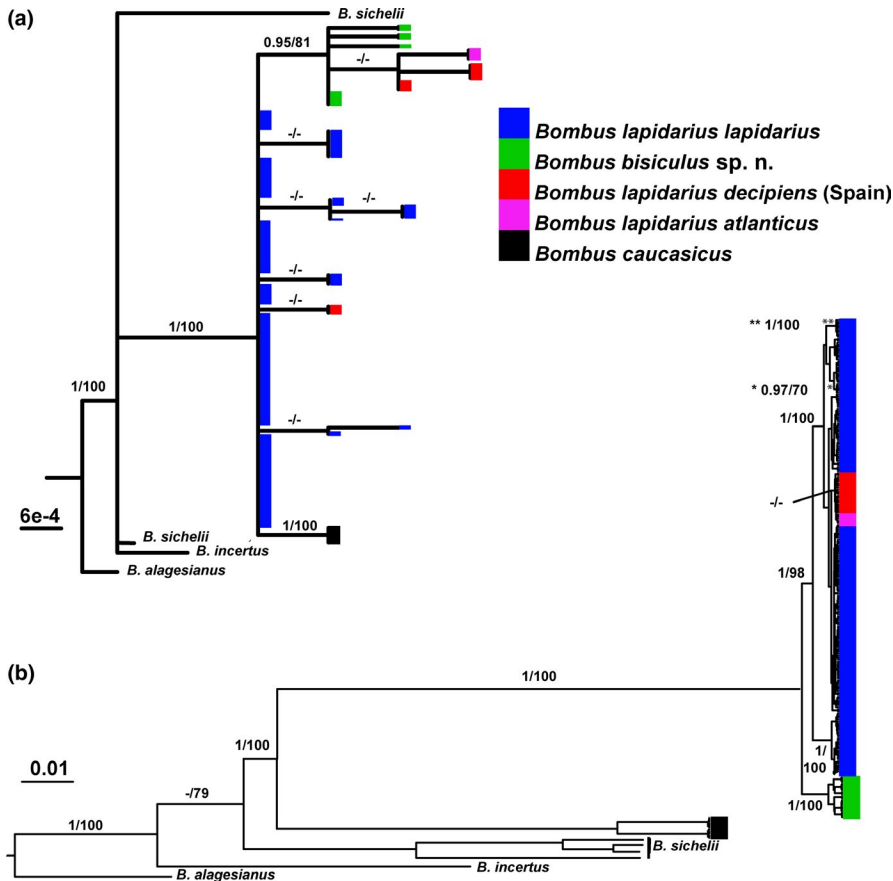 (a)
B. sichelii
0.95/81
-/-
-/-
-/-
-/-
-/-
-/-
1/100
1/100
-/-
6e-4
1/100
B. sichelii
B. incertus
B. alagesianus
Bombus lapidarius lapidarius
Bombus bisiculus sp. n.
Bombus lapidarius decipiens (Spain)
Bombus lapidarius atlanticus
Bombus caucasicus
** 1/100
**
* 0.97/70
*
1/100
-/-
1/98
(b)
1/100
1/100
1/
100
0.01
-/79
1/100
1/100
B. sichelii
B. incertus
B. alagesianus